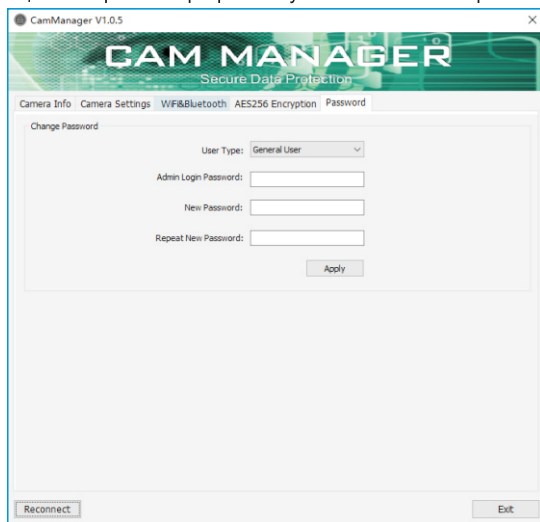 CamManager V1.0.5
CAM MANAGER
Secure Data Protection
Camera Info Camera Settings WiFi&Bluetooth AES256 Encryption Password
Change Password
User Type: General User
Admin Login Password:
New Password:
Repeat New Password:
Apply
Reconnect Exit